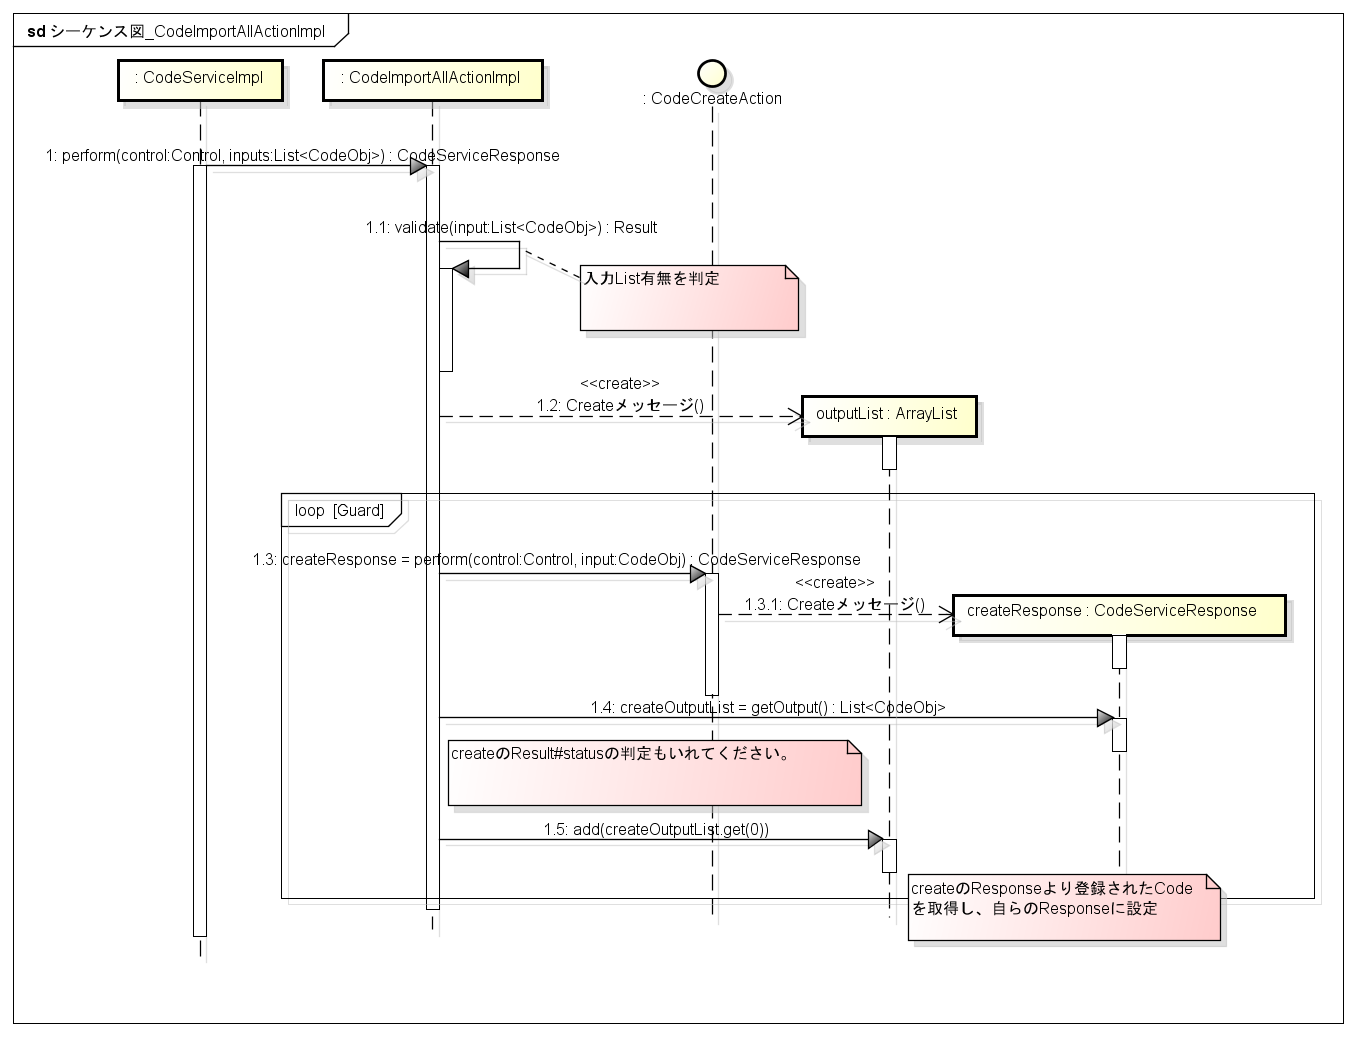 sd シーケンス図_CodeImportAllActionImpl
: CodeServiceImpl
: CodeImportAllActionImpl
: CodeCreateAction
1: perform(control:Control, inputs:List<CodeObj>) : CodeServiceResponse
1.1: validate(input:List<CodeObj>) : Result
入力List有無を判定
<<create>>
1.2: Createメッセージ()
outputList : ArrayList
loop [Guard]
1.3: createResponse = perform(control:Control, input:CodeObj) : CodeServiceResponse
<<create>>
1.3.1: Createメッセージ()
createResponse : CodeServiceResponse
1.4: createOutputList = getOutput() : List<CodeObj>
createのResult#statusの判定もいれてください。
1.5: add(createOutputList.get(0))
createのResponseより登録されたCode
を取得し、自らのResponseに設定